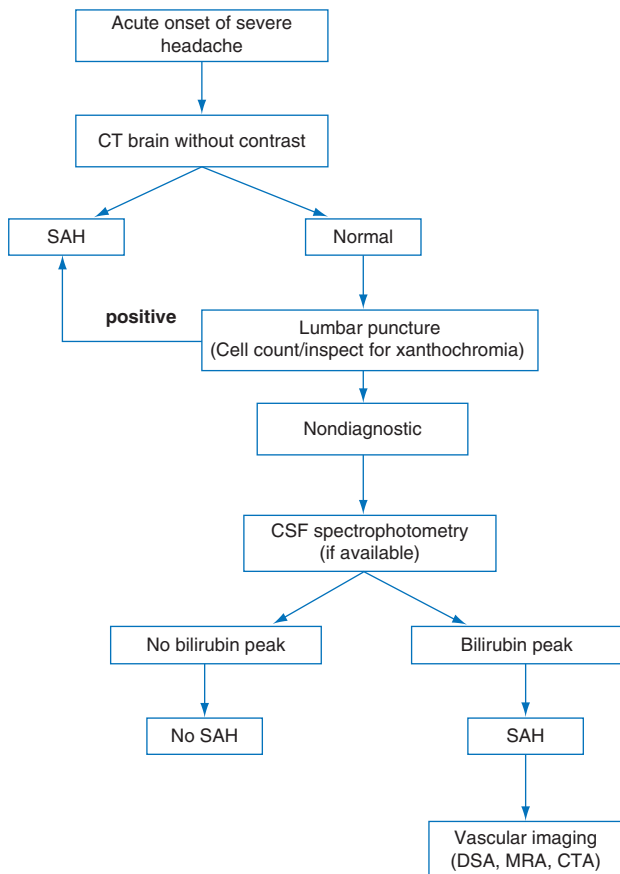 Acute onset of severe
headache
CT brain without contrast
SAH
Normal
positive
Lumbar puncture
(Cell count/inspect for xanthochromia)
Nondiagnostic
CSF spectrophotometry
(if available)
No bilirubin peak
Bilirubin peak
No SAH
SAH
Vascular imaging
(DSA, MRA, CTA)